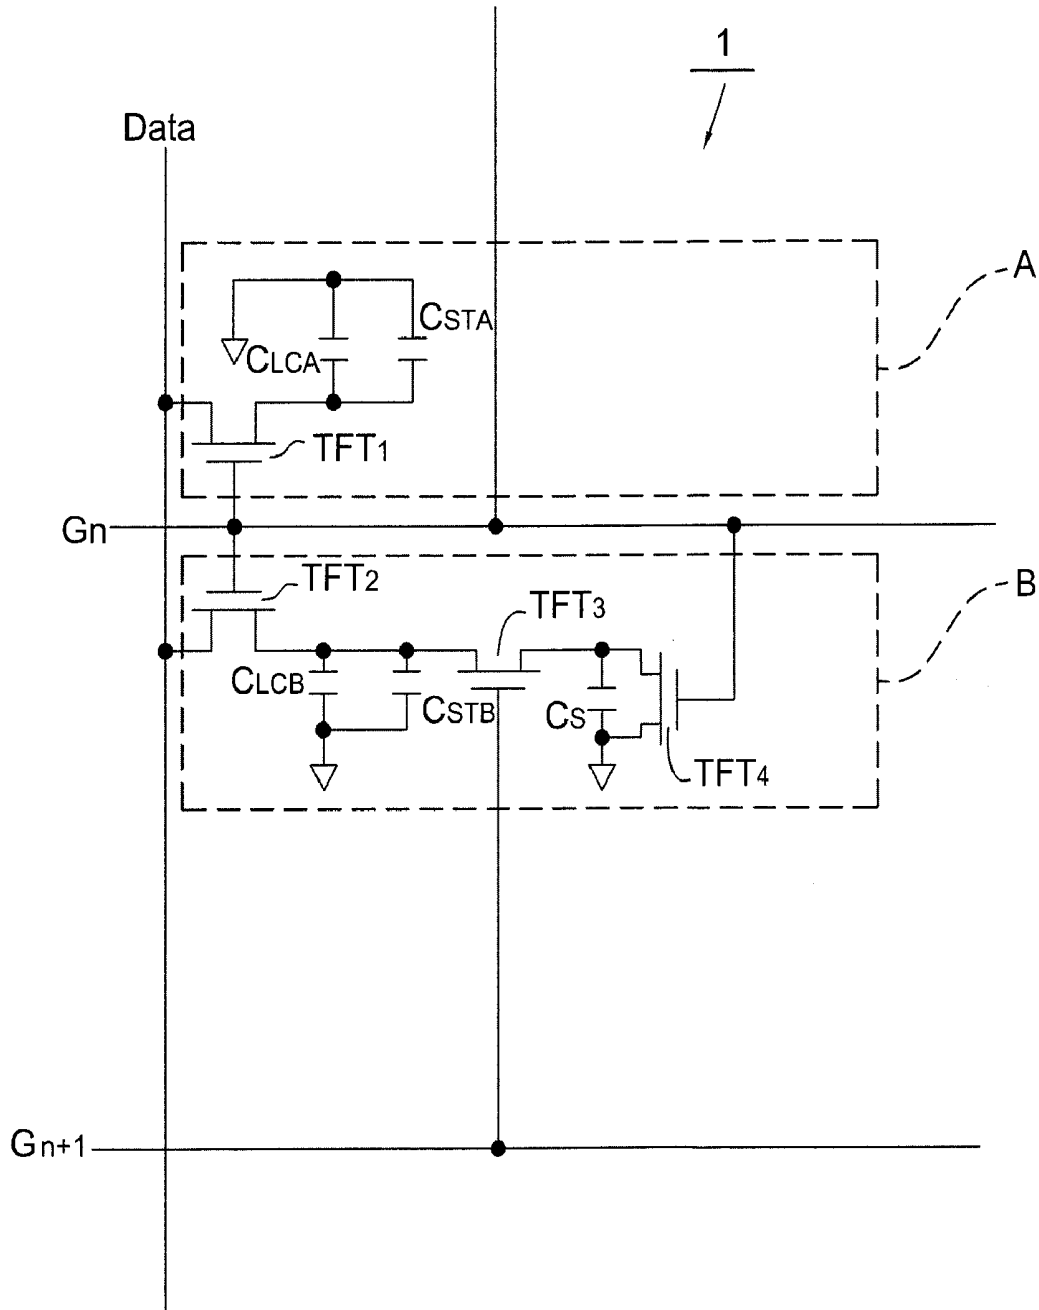 1
Data
A
CSTA
CLCA
TFT1
Gn
TFT2
B
TFT3
CLCB
CSTB
CS
TFT4
Gn+1